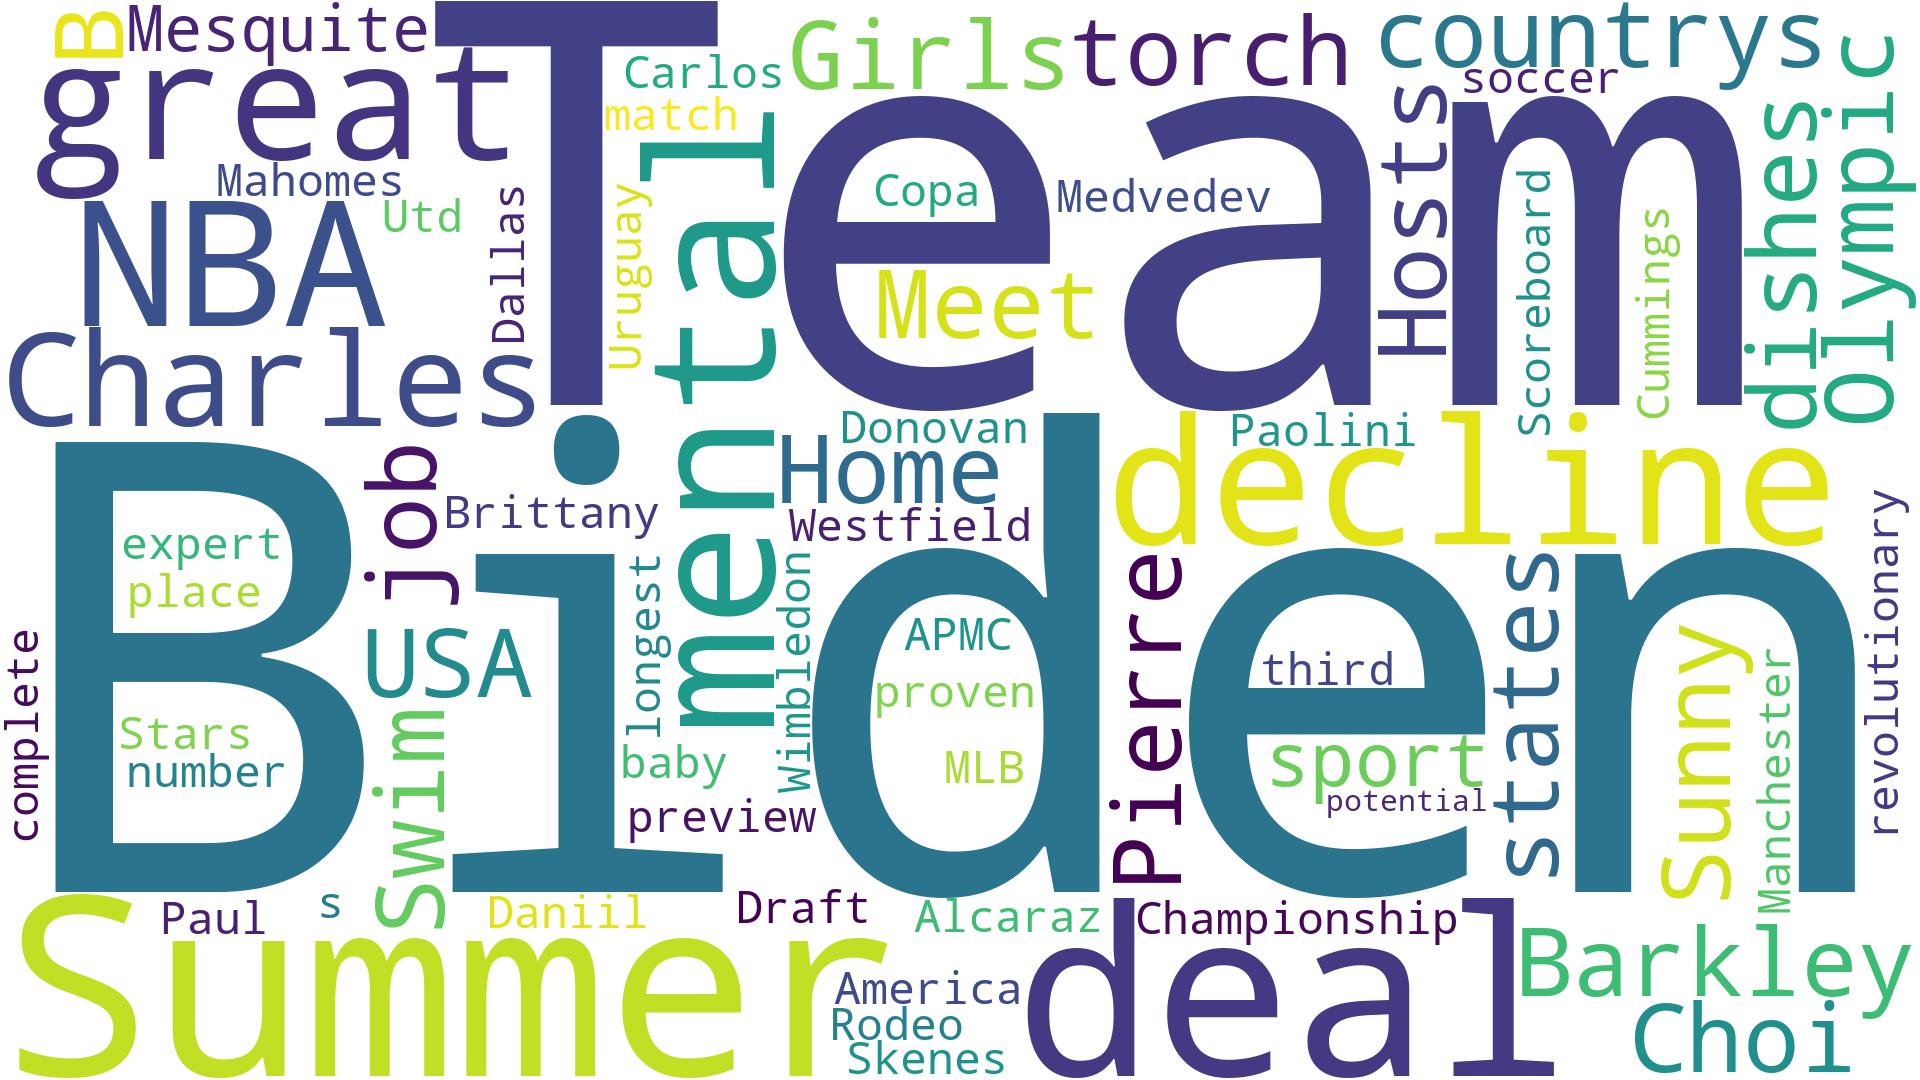 B
Mesquite
great
Team
Carlos
match
Girls
torch
countrys
soccer
Olympic
dishes
Hosts
Mahomes
Utd
NBA
Dallas
Uruguay
mental
Copa
Medvedev
Meet
Scoreboard
Cummings
Charles
Biden
job
Brittany
Donovan
Home
Westfield
Paolini
decline
expert
place
USA
longest
Wimbledon
APMC
proven
MLB
Pierre
third
sport
potential
states
Sunny
Manchester
revolutionary
complete
Stars
number
Swim
baby
preview
Summer
Paul
s
Daniil
Draft
Alcaraz
Championship
deal
America
Rodeo
Skenes
Barkley
Choi